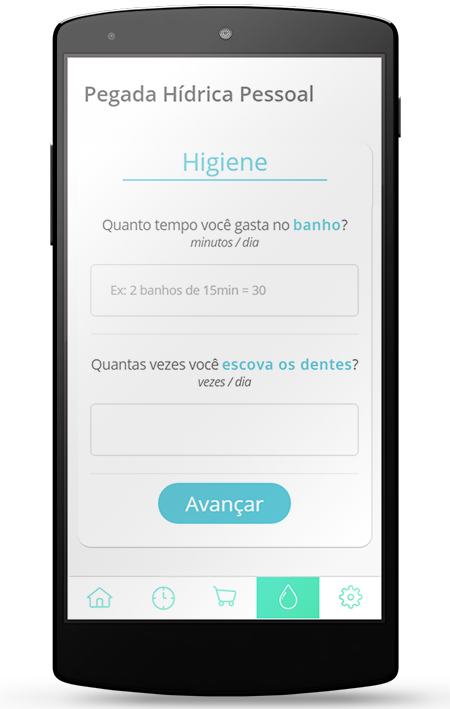 Pegada Hídrica Pessoal
Higiene
Quanto tempo você gasta no banho?
minutos / dia
Ex: 2 banhos de 15min = 30
Quantas vezes você escova os dentes?
vezes / dia
Avançar